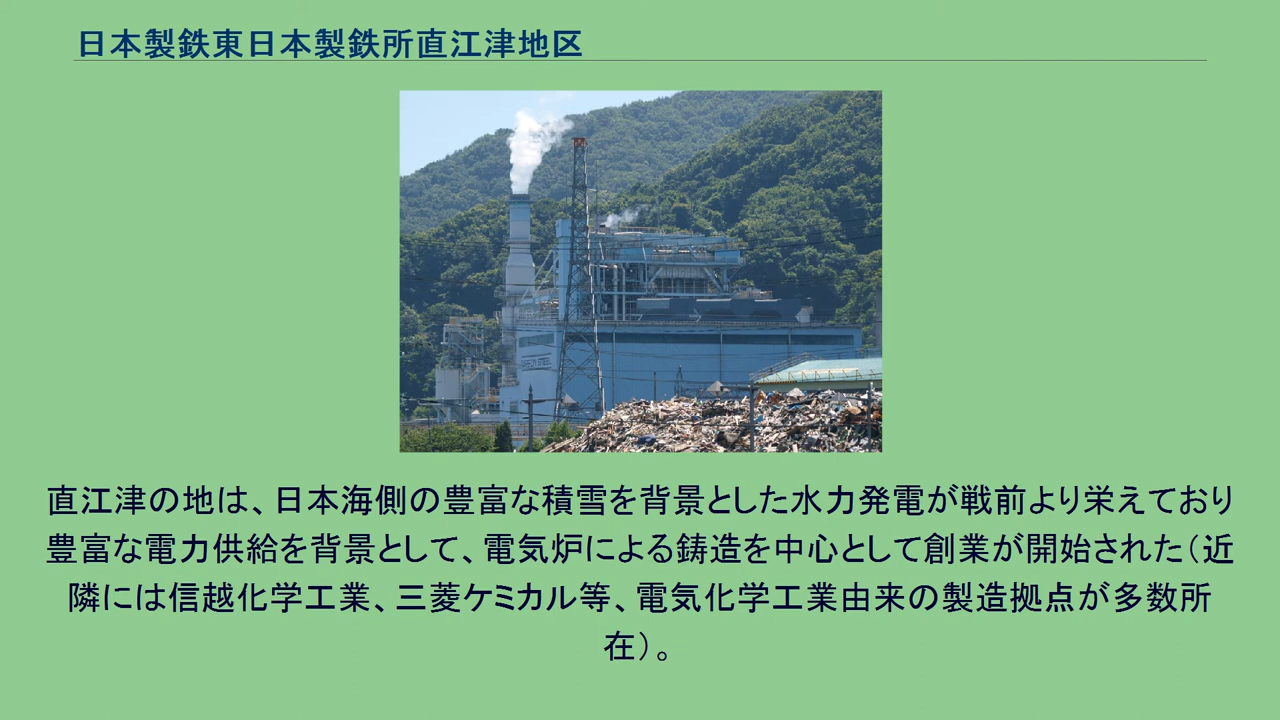 日本製鉄東日本製鉄所直江津地区
直江津の地は、日本海側の豊富な積雪を背景とした水力発電が戦前より栄えており
豊富な電力供給を背景として、電気炉による鋳造を中心として創業が開始された（近
隣には信越化学工業、三菱ケミカル等、電気化学工業由来の製造拠点が多数所
在）。